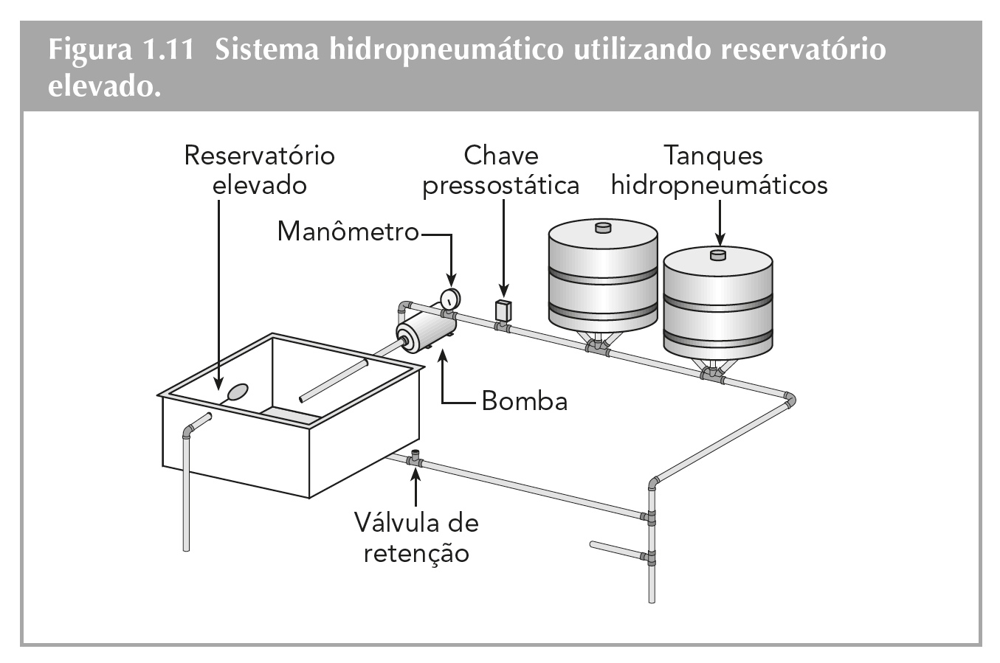 Figura 1.11 Sistema hidropneumático utilizando reservatório
elevado.
Reservatório
elevado
Chave
pressostática
Tanques
hidropneumáticos
Manômetro
Bomba
Válvula de
retenção